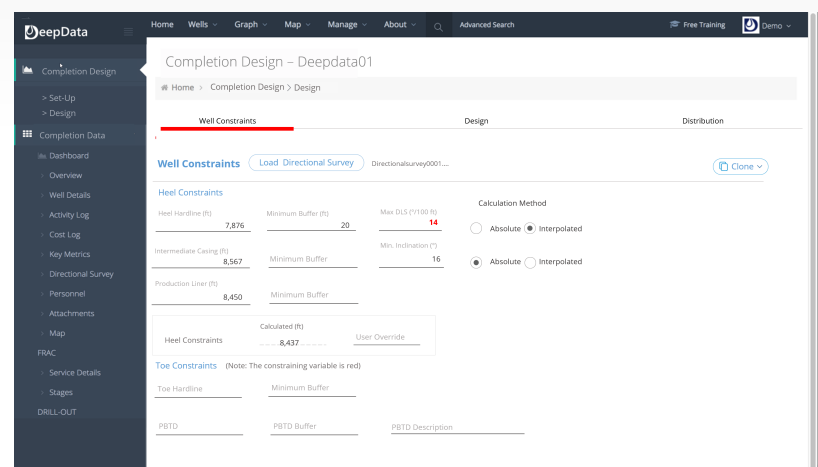 DeepData
Home Wells Graph Map Manage About Advanced Search Free Training Demo
Completion Design
> Set-Up
> Design
Completion Data
Dashboard
Overview
Well Details
Activity Log
Cost Log
Key Metrics
Directional Survey
Personnel
Attachments
Map
FRAC
Service Details
Stages
DRILL-OUT
Completion Design – Deepdata01
Home > Completion Design > Design
Well Constraints Design Distribution
Well Constraints Load Directional Survey Directionalsurvey0001.... Clone
Heel Constraints
Calculation Method
Heel Hardline (ft) Minimum Buffer (ft) Max DLS (°/100 ft)
7,876 20 14 Absolute Interpolated
Intermediate Casing (ft) Min. Inclination (°)
8,567 Minimum Buffer 16 Absolute Interpolated
Production Liner (ft)
8,450 Minimum Buffer
Calculated (ft)
Heel Constraints 8,437 User Override
Toe Constraints (Note: The constraining variable is red)
Toe Hardline Minimum Buffer
PBTD PBTD Buffer PBTD Description